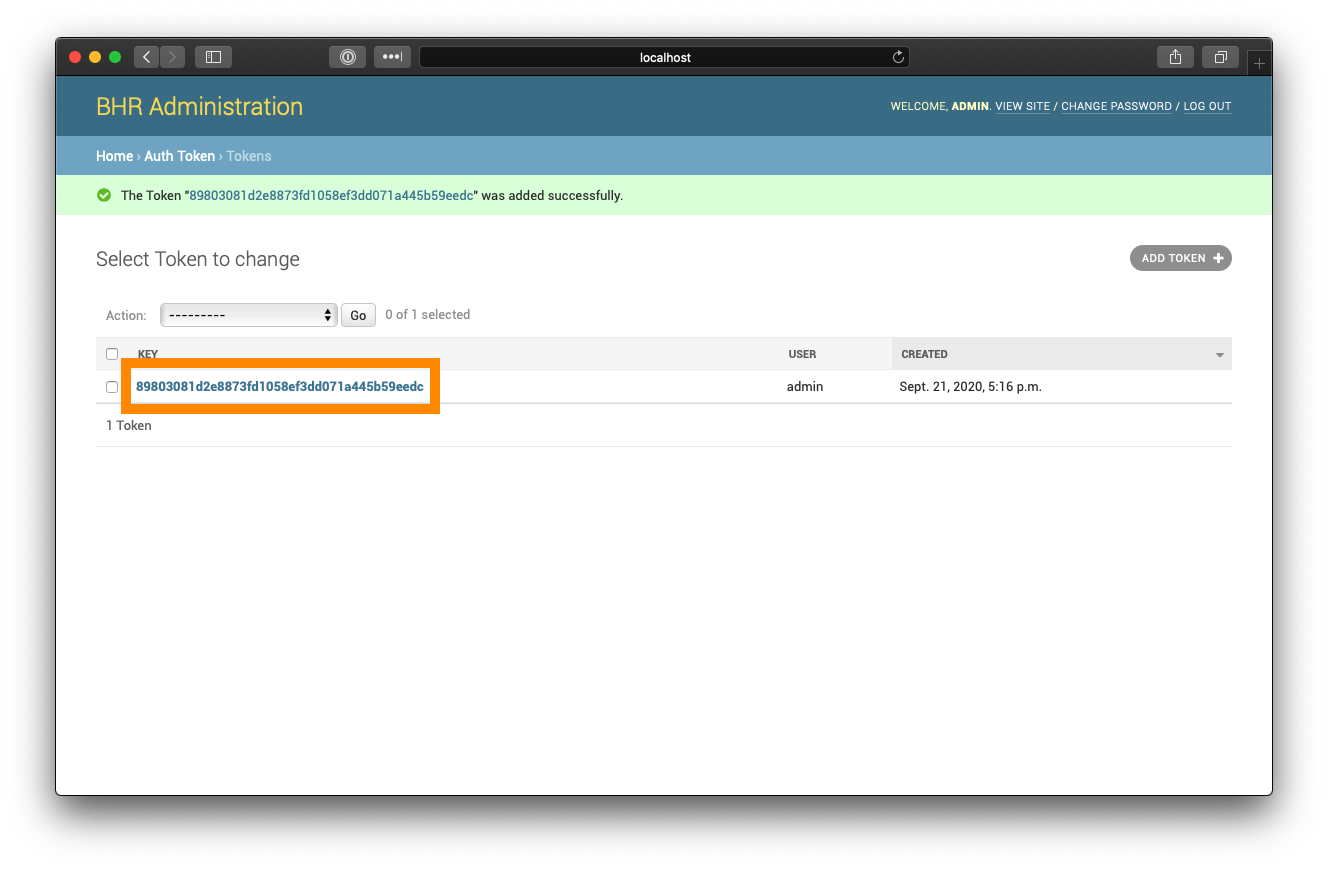 localhost
BHR Administration
WELCOME, ADMIN. VIEW SITE / CHANGE PASSWORD / LOG OUT
Home › Auth Token › Tokens
The Token "89803081d2e8873fd1058ef3dd071a445b59eedc" was added successfully.
Select Token to change
ADD TOKEN +
Action: --------- Go 0 of 1 selected
KEY USER CREATED
89803081d2e8873fd1058ef3dd071a445b59eedc admin Sept. 21, 2020, 5:16 p.m.
1 Token